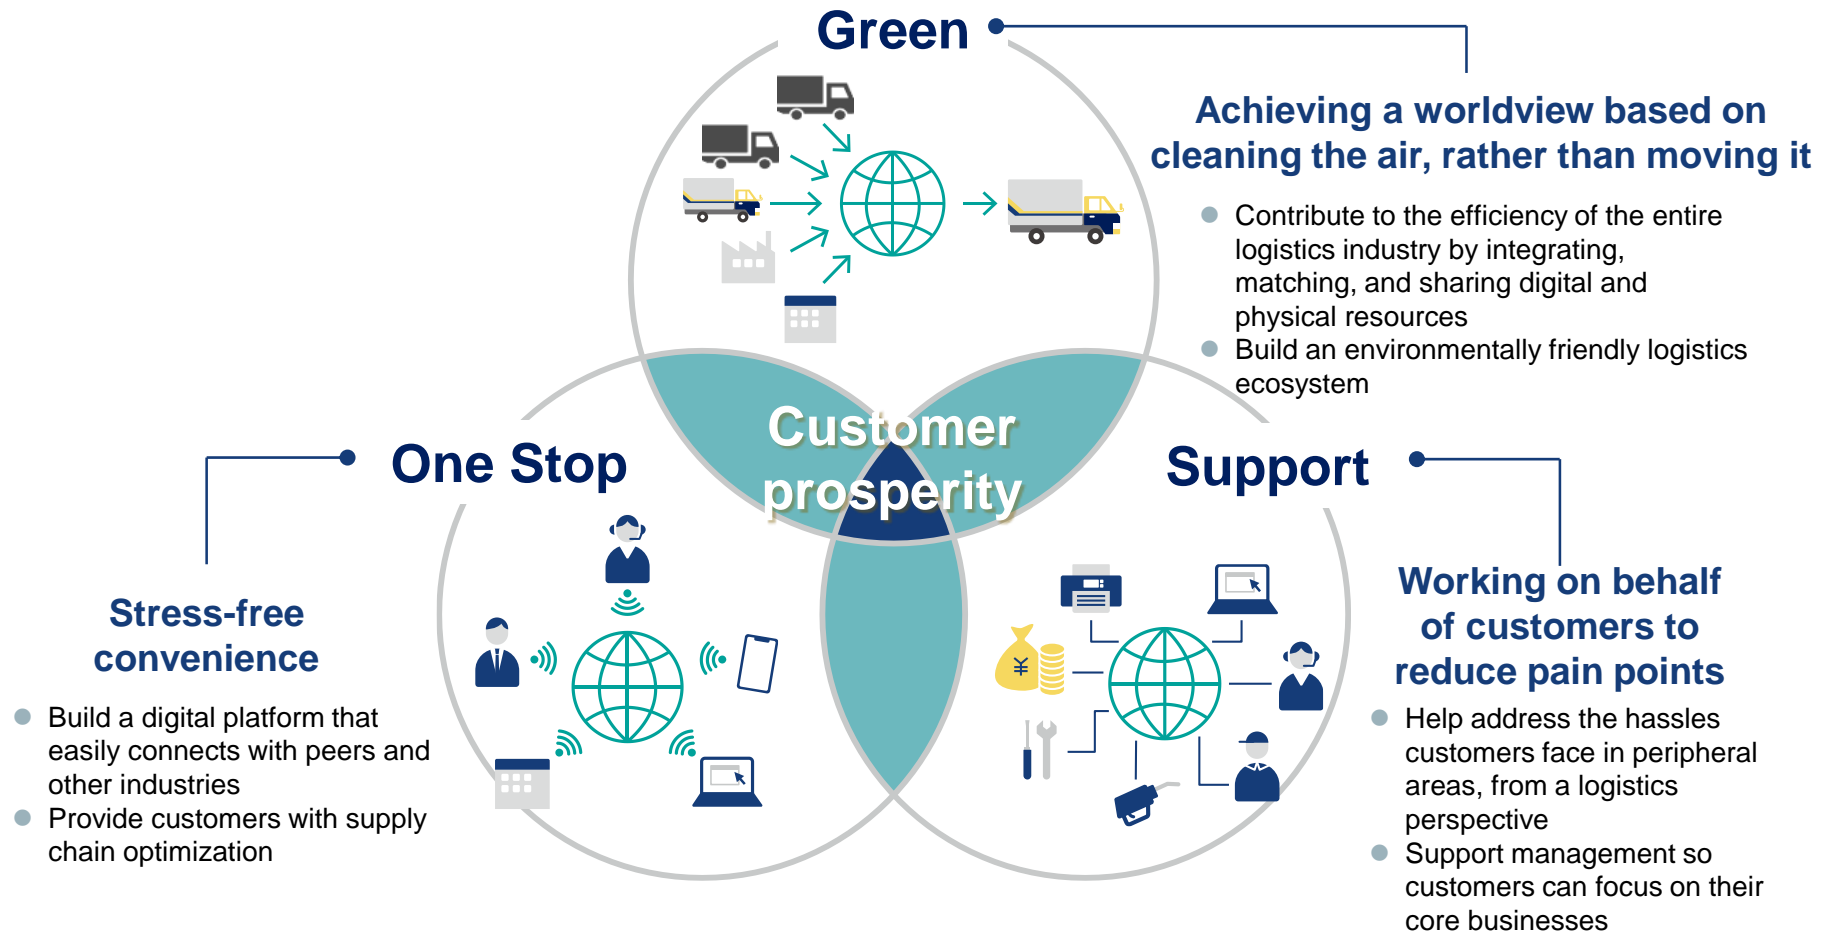 Green
Achieving a worldview based on
cleaning the air, rather than moving it
● Contribute to the efficiency of the entire
logistics industry by integrating,
matching, and sharing digital and
physical resources
● Build an environmentally friendly logistics
ecosystem
Customer
prosperity
One Stop
Stress-free
convenience
● Build a digital platform that
easily connects with peers and
other industries
● Provide customers with supply
chain optimization
Support
¥
Working on behalf
of customers to
reduce pain points
● Help address the hassles
customers face in peripheral
areas, from a logistics
perspective
● Support management so
customers can focus on their
core businesses